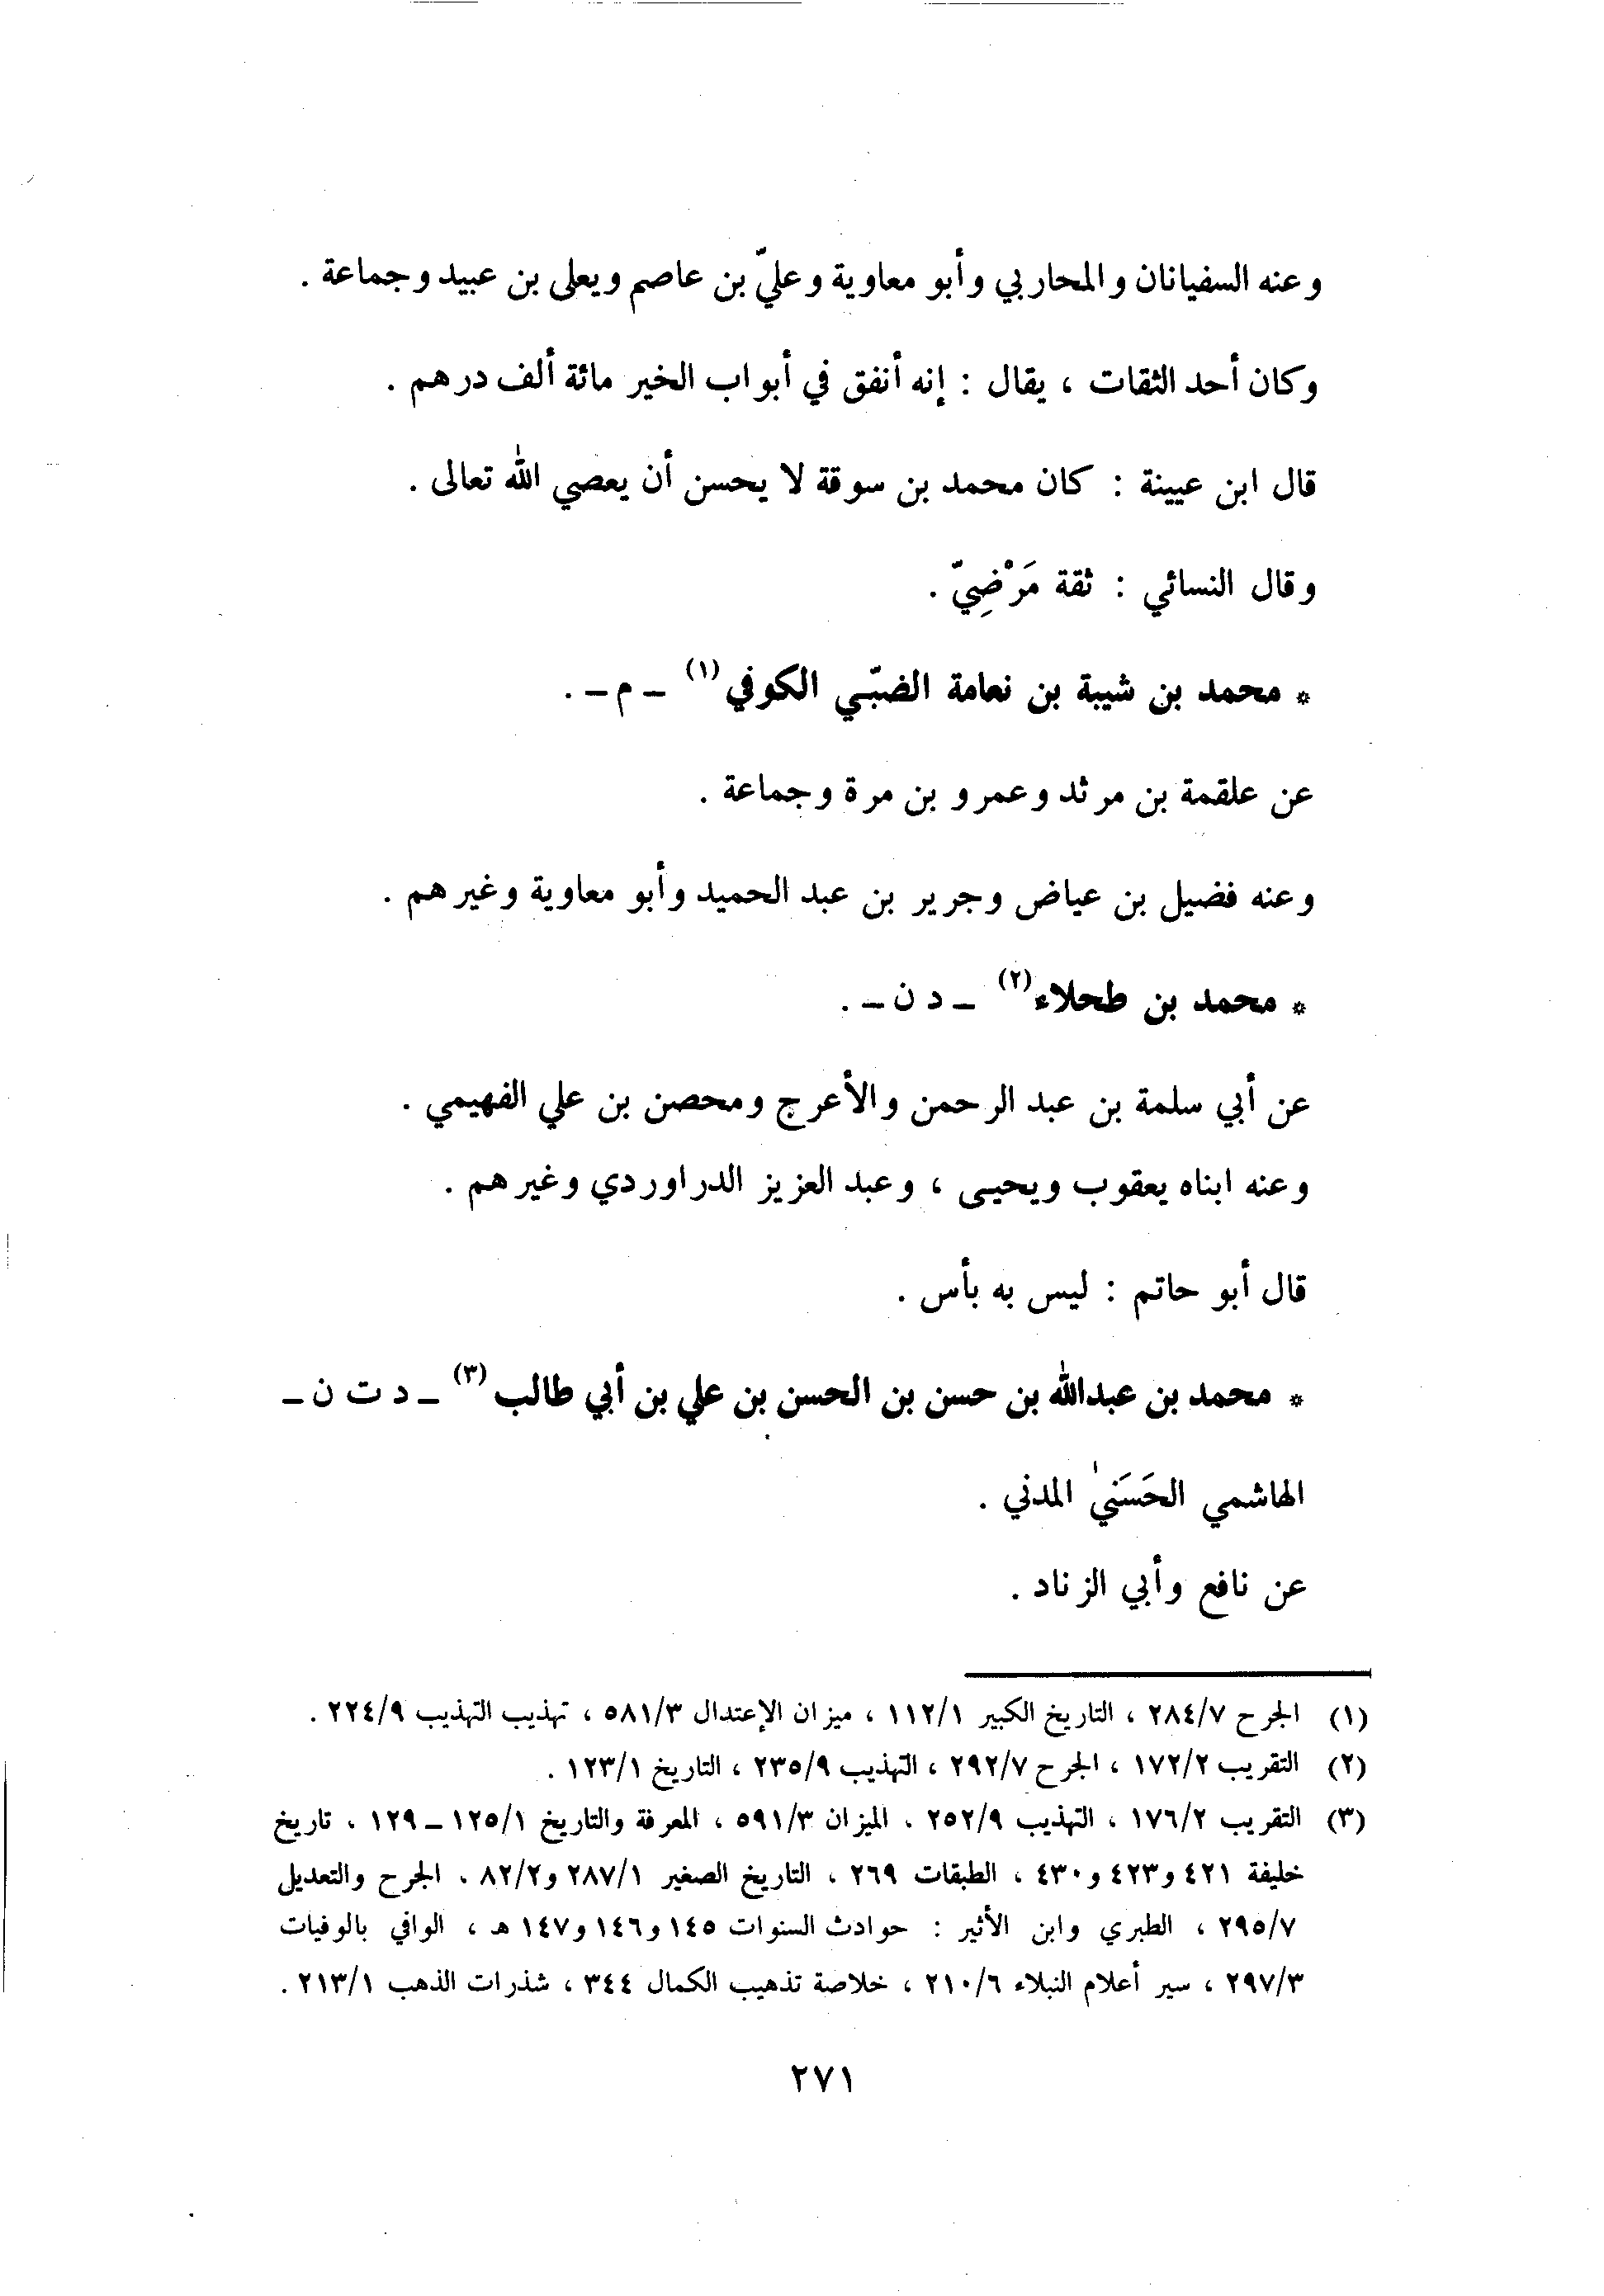 وعنه السفيانان والمحاربي وأبو معاوية وعليّ بن عاصم ويعلى بن عبيد وجماعة .
وكان أحد الثقات ، يقال : إنه أنفق في أبواب الخير مائة ألف درهم .
قال ابن عيينة : كان محمد بن سوقة لا يحسن أن يعصي الله تعالى .
وقال النسائي : ثقة مَرْضِيّ .
* محمد بن شيبة بن نعامة الضبّي الكوفي (١) ـ م ـ .
عن علقمة بن مرثد وعمرو بن مرة وجماعة .
وعنه فضيل بن عياض وجرير بن عبد الحميد وأبو معاوية وغيرهم .
* محمد بن طحلاء (٢) ـ د ن ـ .
عن أبي سلمة بن عبد الرحمن والأعرج ومحصن بن علي الفهيمي .
وعنه ابناه يعقوب ويحيى ، وعبد العزيز الدراوردي وغيرهم .
قال أبو حاتم : ليس به بأس .
* محمد بن عبدالله بن حسن بن الحسن بن علي بن أبي طالب (٣) ـ د ت ن ـ
الهاشمي الحَسَني المدني .
عن نافع وأبي الزناد .
(١) الجرح ٢٨٤/٧ ، التاريخ الكبير ١١٢/١ ، ميزان الإعتدال ٥٨١/٣ ، تهذيب التهذيب ٢٢٤/٩ .
(٢) التقريب ١٧٢/٢ ، الجرح ٢٩٢/٧ ، التهذيب ٢٣٥/٩ ، التاريخ ١٢٣/١ .
(٣) التقريب ١٧٦/٢ ، التهذيب ٢٥٢/٩ . الميزان ٥٩١/٣ ، المعرفة والتاريخ ١٢٥/١ ـ ١٢٩ ، تاريخ
خليفة ٤٢١ و٤٢٣ و٤٣٠ ، الطبقات ٢٦٩ ، التاريخ الصغير ٢٨٧/١ و٨٢/٢ . الجرح والتعديل
٢٩٥/٧ ، الطبري وابن الأثير : حوادث السنوات ١٤٥ و١٤٦ و١٤٧ هـ ، الوافي بالوفيات
٢٩٧/٣ ، سير أعلام النبلاء ٢١٠/٦ ، خلاصة تذهيب الكمال ٣٤٤ ، شذرات الذهب ٢١٣/١ .
٢٧١